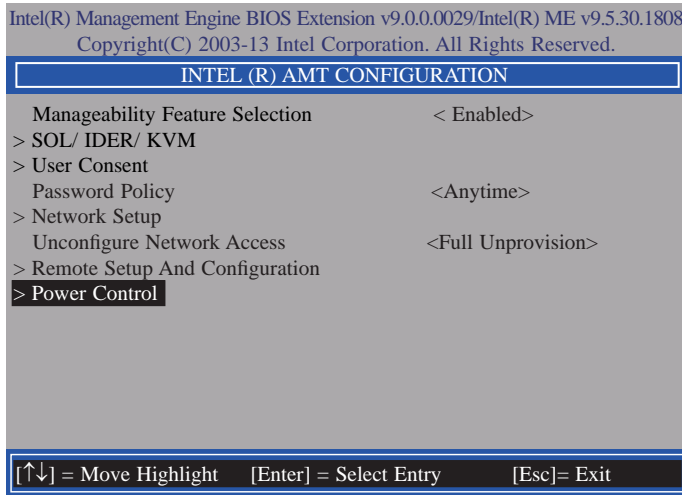 Intel(R) Management Engine BIOS Extension v9.0.0.0029/Intel(R) ME v9.5.30.1808
Copyright(C) 2003-13 Intel Corporation. All Rights Reserved.
INTEL (R) AMT CONFIGURATION
Manageability Feature Selection < Enabled>
> SOL/ IDER/ KVM
> User Consent
Password Policy <Anytime>
> Network Setup
Unconfigure Network Access <Full Unprovision>
> Remote Setup And Configuration
> Power Control
[↑↓] = Move Highlight [Enter] = Select Entry [Esc]= Exit